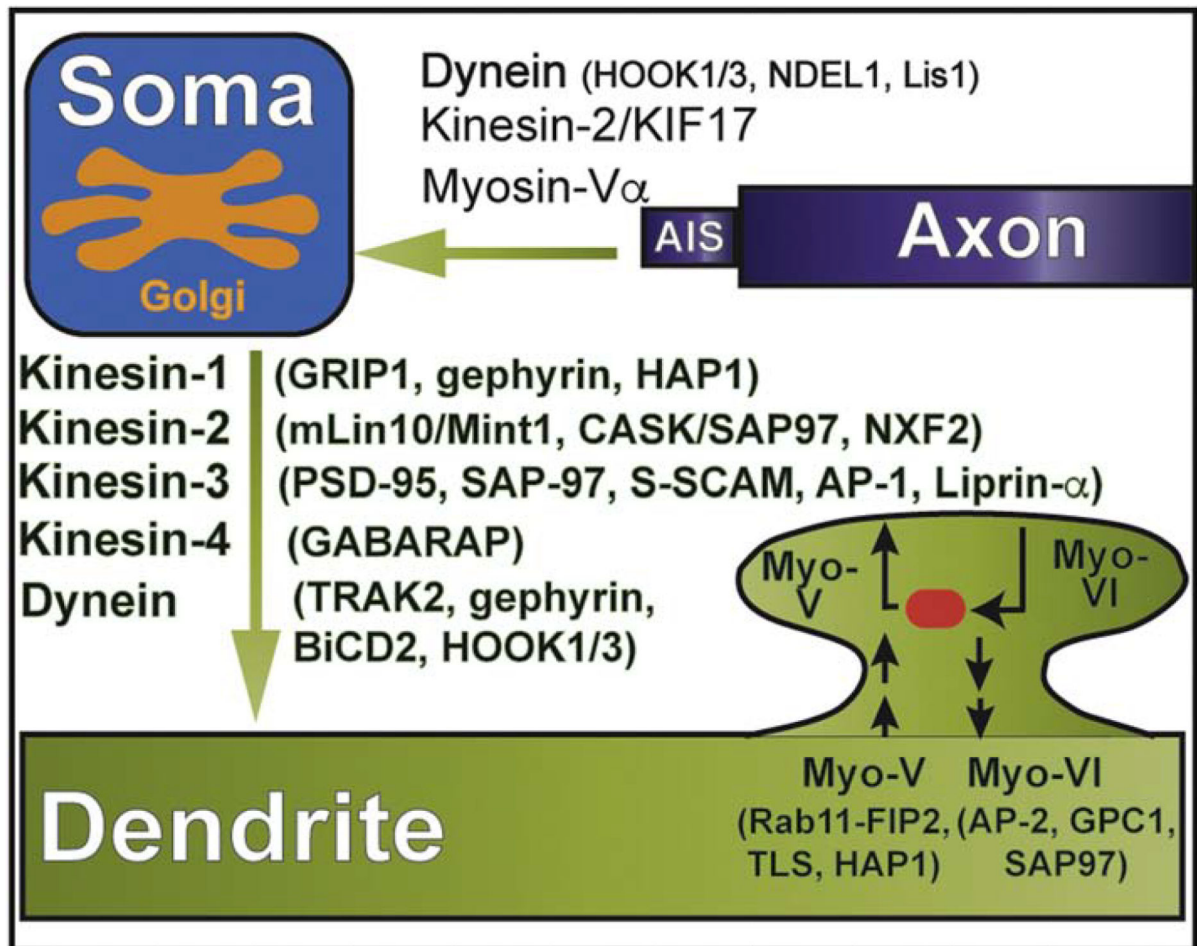 Soma
Golgi
Dynein (HOOK1/3, NDEL1, Lis1)
Kinesin-2/KIF17
Myosin-Vα
AIS
Axon
Kinesin-1 (GRIP1, gephyrin, HAP1)
Kinesin-2 (mLin10/Mint1, CASK/SAP97, NXF2)
Kinesin-3 (PSD-95, SAP-97, S-SCAM, AP-1, Liprin-α)
Kinesin-4 (GABARAP)
Dynein (TRAK2, gephyrin,
BiCD2, HOOK1/3)
Myo-
V
Myo-
VI
Myo-V Myo-VI
(Rab11-FIP2, (AP-2, GPC1,
TLS, HAP1) SAP97)
Dendrite